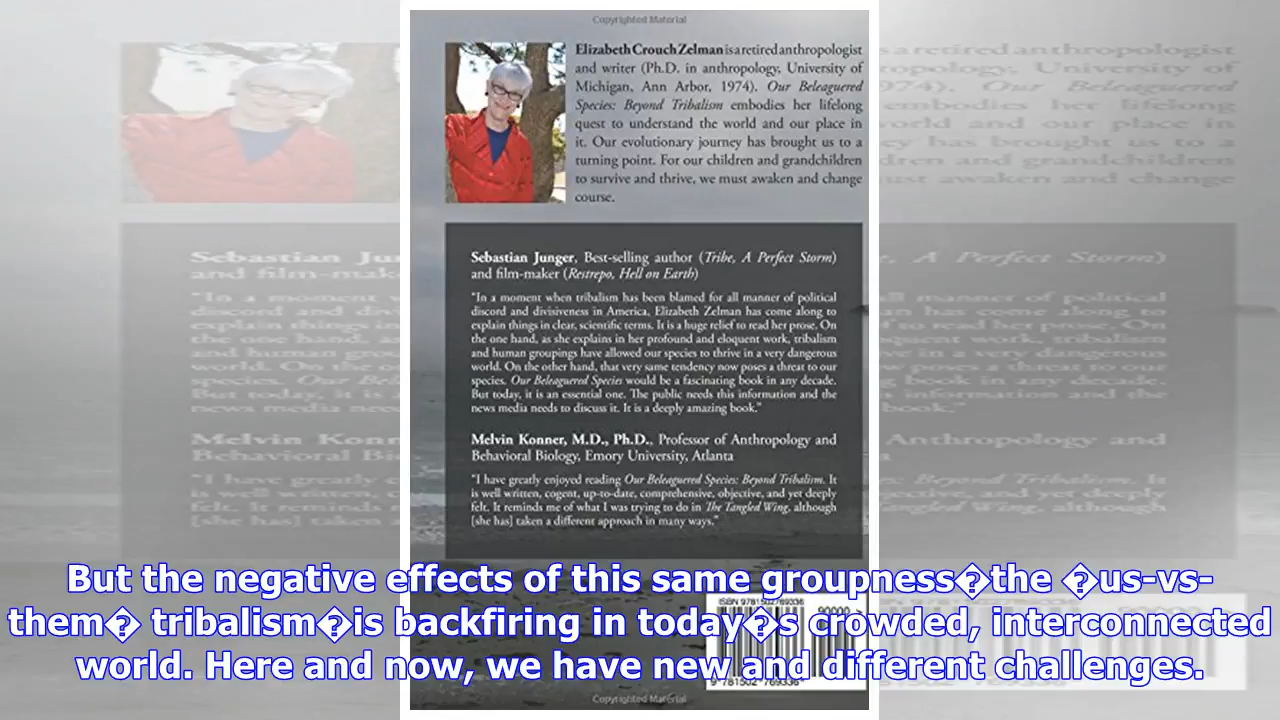 Copyrighted Material
Elizabeth Crouch Zelman is a retired anthropologist
and writer (Ph.D. in anthropology, University of
Michigan, Ann Arbor, 1974). Our Beleaguered
Species: Beyond Tribalism embodies her lifelong
quest to understand the world and our place in
it. Our evolutionary journey has brought us to a
turning point. For our children and grandchildren
to survive and thrive, we must awaken and change
course.
Sebastian Junger, Best-selling author (Tribe, A Perfect Storm)
and film-maker (Restrepo, Hell on Earth)
"In a moment when tribalism has been blamed for all manner of political
discord and divisiveness in America, Elizabeth Zelman has come along to
explain things in clear, scientific terms. It is a huge relief to read her prose. On
the one hand, as she explains in her profound and eloquent work, tribalism
and human groupings have allowed our species to thrive in a very dangerous
world. On the other hand, that very same tendency now poses a threat to our
species. Our Beleaguered Species would be a fascinating book in any decade.
But today, it is an essential one. The public needs this information and the
news media needs to discuss it. It is a deeply amazing book."
Melvin Konner, M.D., Ph.D., Professor of Anthropology and
Behavioral Biology, Emory University, Atlanta
"I have greatly enjoyed reading Our Beleaguered Species: Beyond Tribalism. It
is well written, cogent, up-to-date, comprehensive, objective, and yet deeply
felt. It reminds me of what I was trying to do in The Tangled Wing, although
[she has] taken a different approach in many ways."
But the negative effects of this same groupness�the �us-vs-
them� tribalism�is backfiring in today�s crowded, interconnected
world. Here and now, we have new and different challenges.
ISBN 9781502769336
90000 >
9 781502 769336
Copyrighted Material